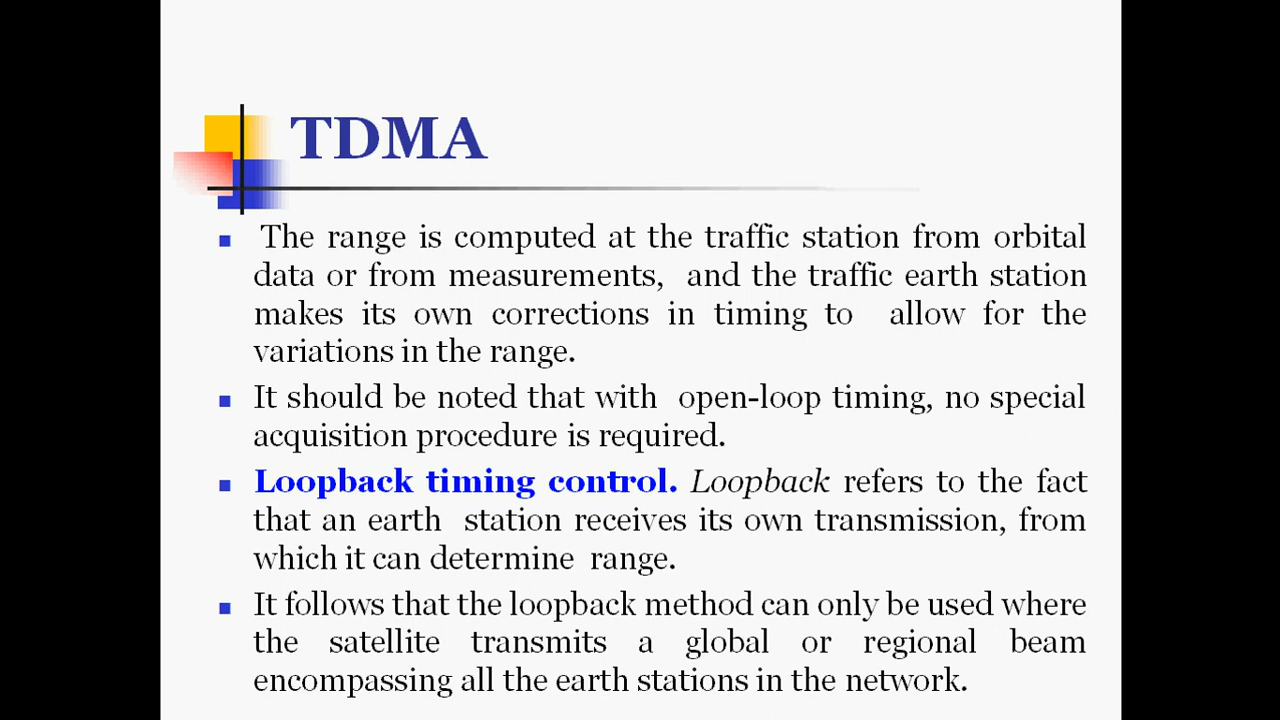 TDMA
The range is computed at the traffic station from orbital
data or from measurements, and the traffic earth station
makes its own corrections in timing to allow for the
variations in the range.
It should be noted that with open-loop timing, no special
acquisition procedure is required.
Loopback timing control. Loopback refers to the fact
that an earth station receives its own transmission, from
which it can determine range.
It follows that the loopback method can only be used where
the satellite transmits a global or regional beam
encompassing all the earth stations in the network.